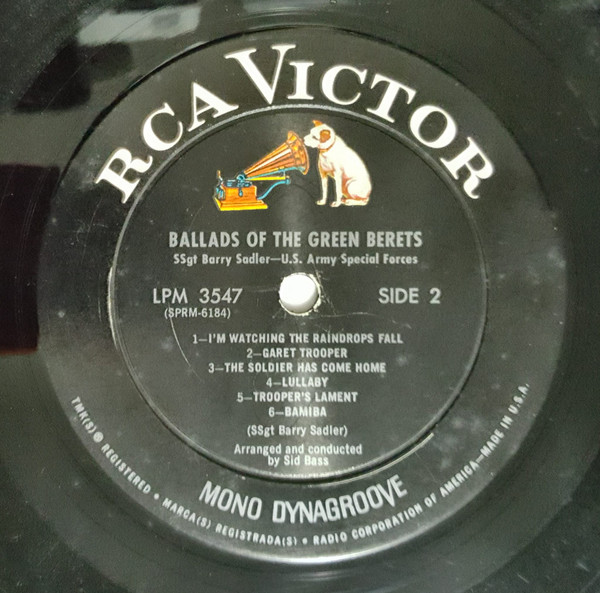 RCA VICTOR
BALLADS OF THE GREEN BERETS
SSgt Barry Sadler—U.S. Army Special Forces
LPM 3547
(SPRM-6184)
SIDE 2
1—I'M WATCHING THE RAINDROPS FALL
2—GARET TROOPER
3—THE SOLDIER HAS COME HOME
4—LULLABY
5—TROOPER'S LAMENT
6—BAMIBA
(SSgt Barry Sadler)
Arranged and conducted
by Sid Bass
MONO DYNAGROOVE
TMK(S) ® REGISTERED • MARCA(S) REGISTRADA(S) • RADIO CORPORATION OF AMERICA—MADE IN U.S.A.